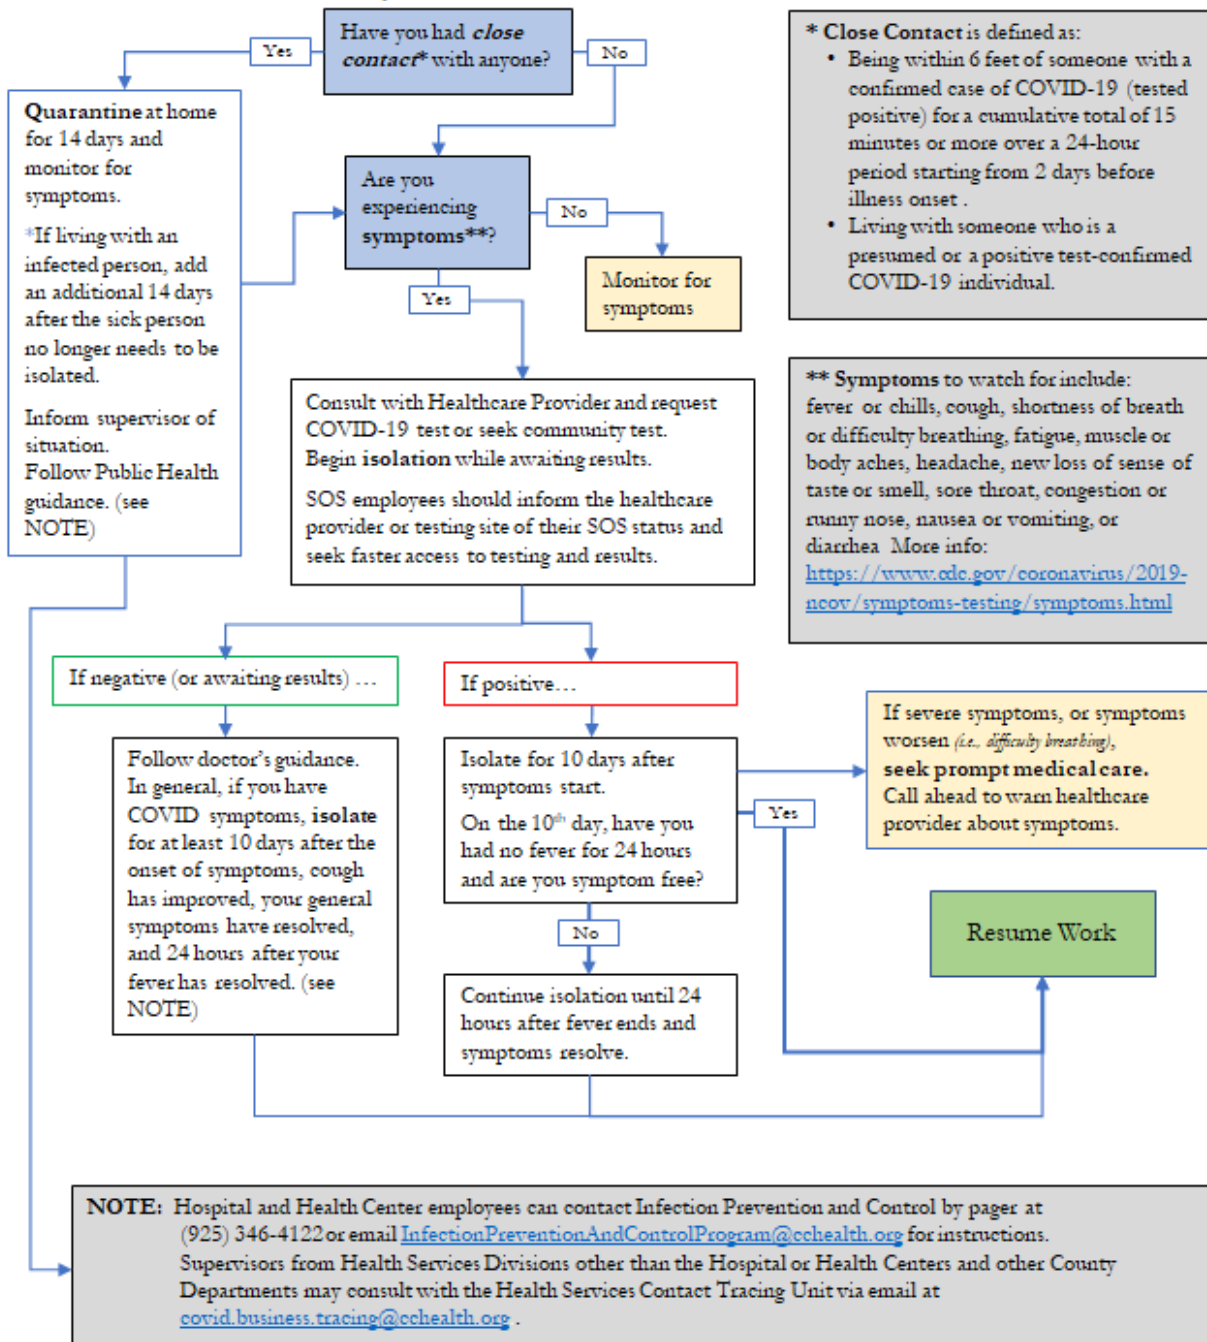 Have you had close
contact* with anyone?
Yes
No
Quarantine at home
for 14 days and
monitor for
symptoms.
*If living with an
infected person, add
an additional 14 days
after the sick person
no longer needs to be
isolated.
Inform supervisor of
situation.
Follow Public Health
guidance. (see
NOTE)
Are you
experiencing
symptoms**?
No
Monitor for
symptoms
Yes
* Close Contact is defined as:
• Being within 6 feet of someone with a
confirmed case of COVID-19 (tested
positive) for a cumulative total of 15
minutes or more over a 24-hour
period starting from 2 days before
illness onset .
• Living with someone who is a
presumed or a positive test-confirmed
COVID-19 individual.
** Symptoms to watch for include:
fever or chills, cough, shortness of breath
or difficulty breathing, fatigue, muscle or
body aches, headache, new loss of sense of
taste or smell, sore throat, congestion or
runny nose, nausea or vomiting, or
diarrhea More info:
https://www.cdc.gov/coronavirus/2019-
ncov/symptoms-testing/symptoms.html
Consult with Healthcare Provider and request
COVID-19 test or seek community test.
Begin isolation while awaiting results.
SOS employees should inform the healthcare
provider or testing site of their SOS status and
seek faster access to testing and results.
If negative (or awaiting results) …
If positive…
Follow doctor's guidance.
In general, if you have
COVID symptoms, isolate
for at least 10 days after the
onset of symptoms, cough
has improved, your general
symptoms have resolved,
and 24 hours after your
fever has resolved. (see
NOTE)
Isolate for 10 days after
symptoms start.
On the 10th day, have you
had no fever for 24 hours
and are you symptom free?
Yes
No
Continue isolation until 24
hours after fever ends and
symptoms resolve.
If severe symptoms, or symptoms
worsen (i.e., difficulty breathing),
seek prompt medical care.
Call ahead to warn healthcare
provider about symptoms.
Resume Work
NOTE: Hospital and Health Center employees can contact Infection Prevention and Control by pager at
(925) 346-4122 or email InfectionPreventionAndControlProgram@cchealth.org for instructions.
Supervisors from Health Services Divisions other than the Hospital or Health Centers and other County
Departments may consult with the Health Services Contact Tracing Unit via email at
covid.business.tracing@cchealth.org .